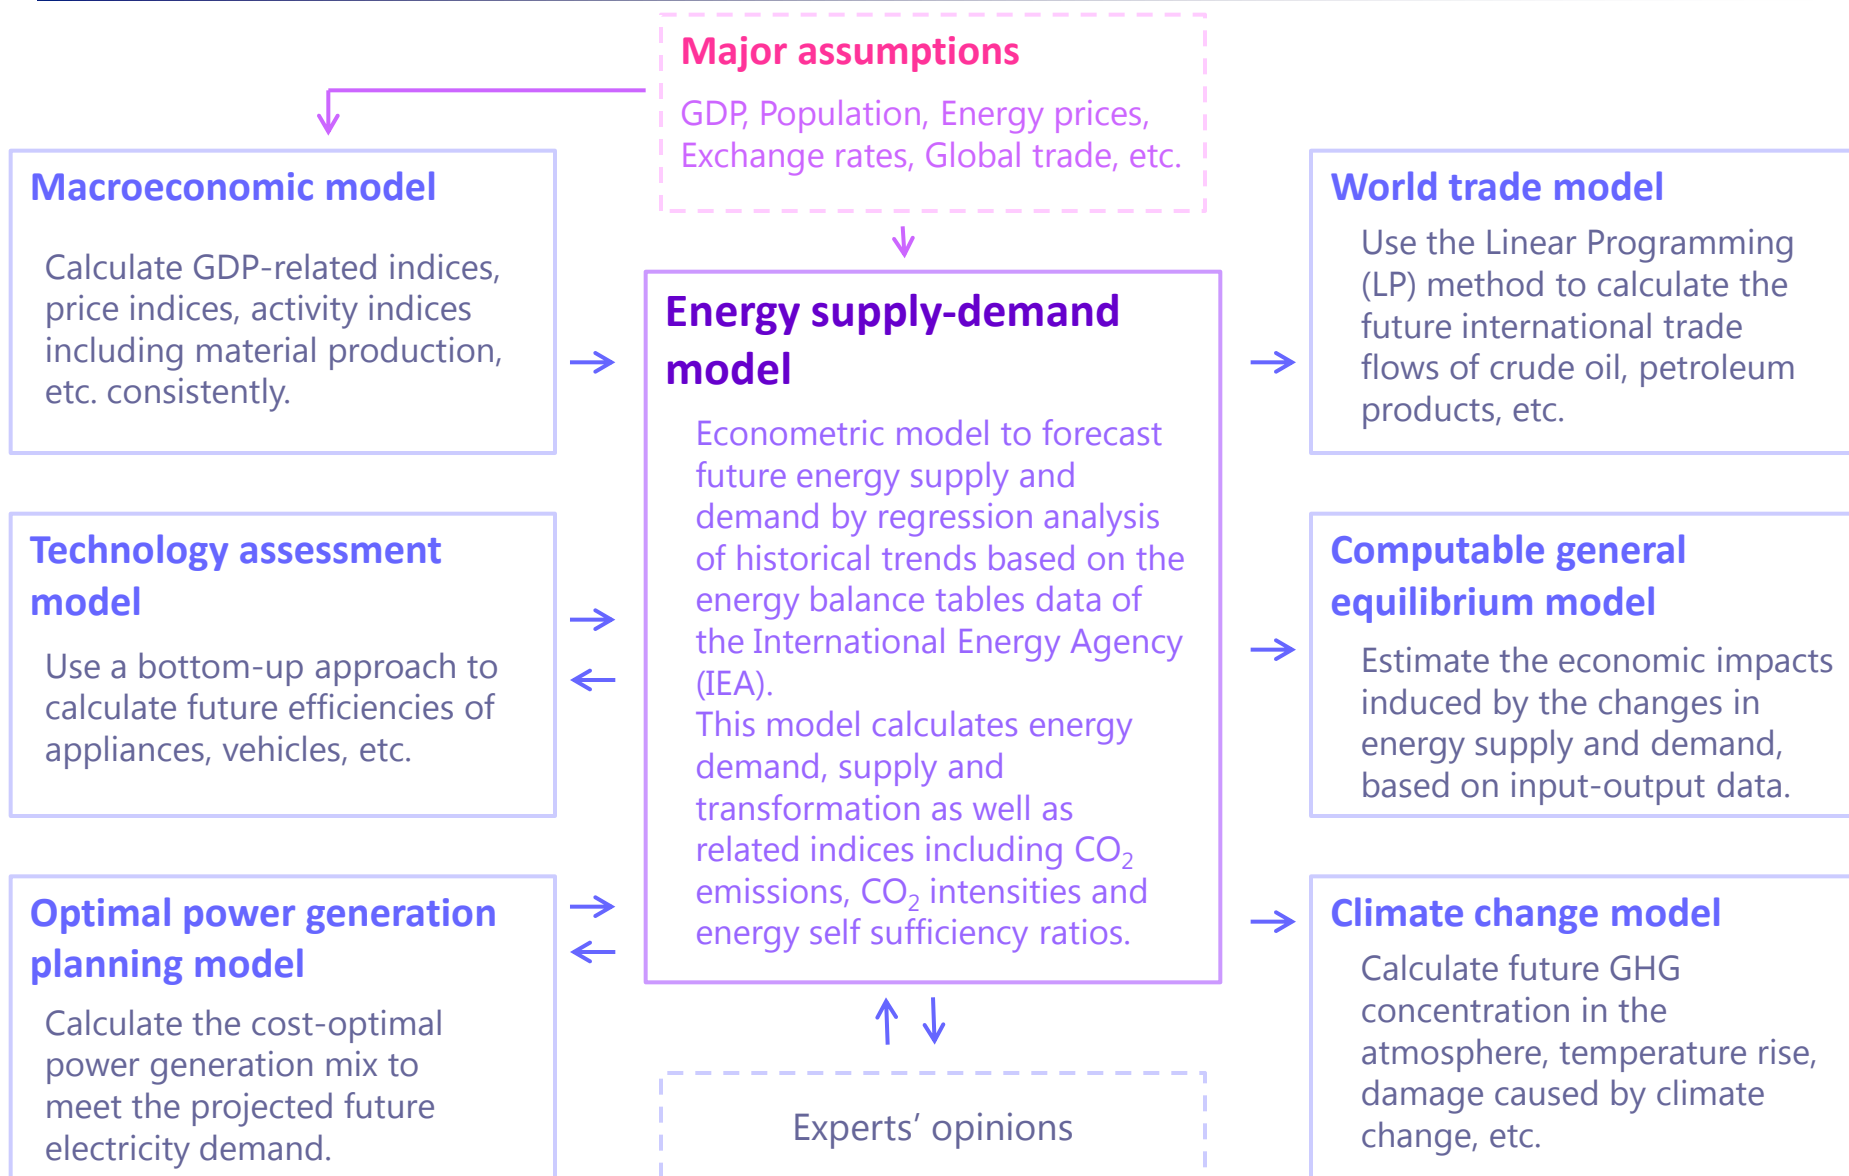 Major assumptions
GDP, Population, Energy prices,
Exchange rates, Global trade, etc.
Macroeconomic model
Calculate GDP-related indices,
price indices, activity indices
including material production,
etc. consistently.
Technology assessment
model
Use a bottom-up approach to
calculate future efficiencies of
appliances, vehicles, etc.
Optimal power generation
planning model
Calculate the cost-optimal
power generation mix to
meet the projected future
electricity demand.
Energy supply-demand
model
Econometric model to forecast
future energy supply and
demand by regression analysis
of historical trends based on the
energy balance tables data of
the International Energy Agency
(IEA).
This model calculates energy
demand, supply and
transformation as well as
related indices including CO₂
emissions, CO₂ intensities and
energy self sufficiency ratios.
Experts’ opinions
World trade model
Use the Linear Programming
(LP) method to calculate the
future international trade
flows of crude oil, petroleum
products, etc.
Computable general
equilibrium model
Estimate the economic impacts
induced by the changes in
energy supply and demand,
based on input-output data.
Climate change model
Calculate future GHG
concentration in the
atmosphere, temperature rise,
damage caused by climate
change, etc.